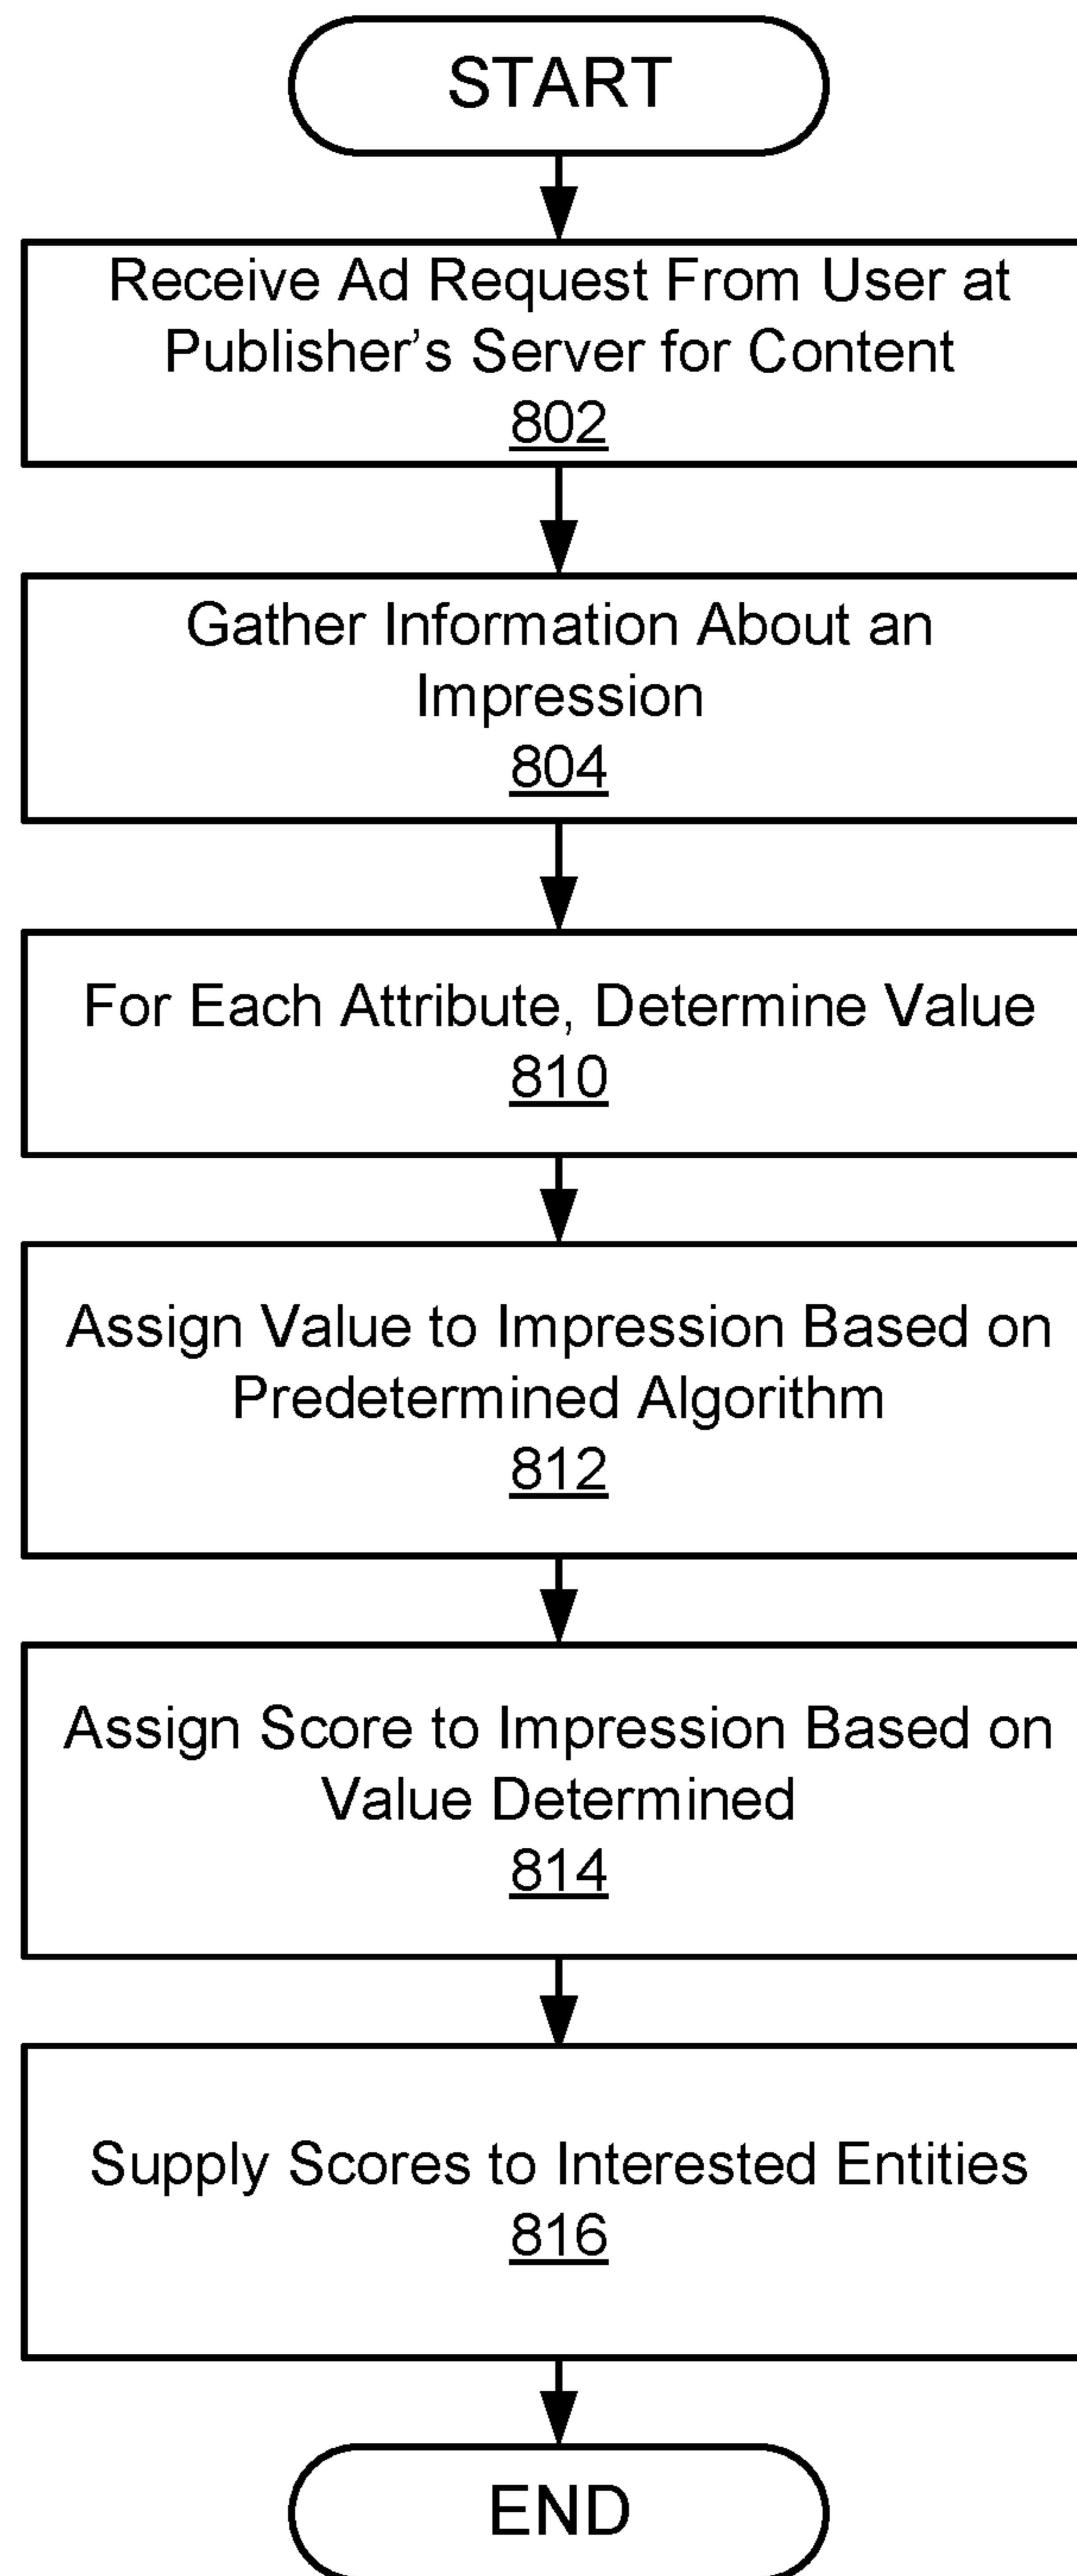 START
Receive Ad Request From User at
Publisher’s Server for Content
802
Gather Information About an
Impression
804
For Each Attribute, Determine Value
810
Assign Value to Impression Based on
Predetermined Algorithm
812
Assign Score to Impression Based on
Value Determined
814
Supply Scores to Interested Entities
816
END